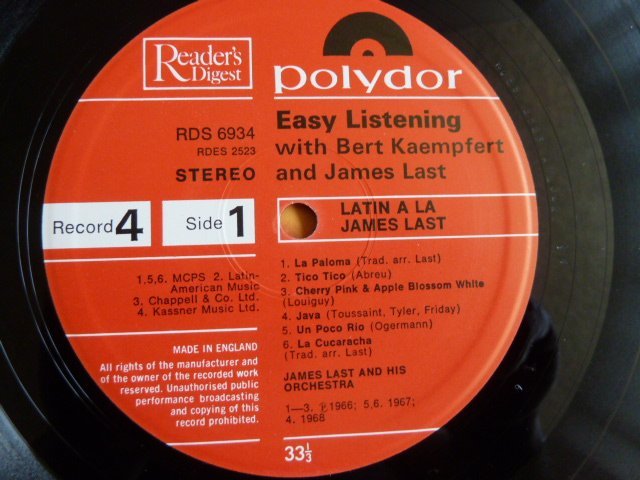 Reader's
Digest
polydor
RDS 6934
RDES 2523
STEREO
Easy Listening
with Bert Kaempfert
and James Last
Record 4
Side 1
LATIN A LA
JAMES LAST
1,5,6. MCPS 2. Latin-
American Music
3. Chappell & Co. Ltd.
4. Kassner Music Ltd.
1. La Paloma (Trad. arr. Last)
2. Tico Tico (Abreu)
3. Cherry Pink & Apple Blossom White
(Louiguy)
4. Java (Toussaint, Tyler, Friday)
5. Un Poco Rio (Ogermann)
6. La Cucaracha
(Trad. arr. Last)
MADE IN ENGLAND
All rights of the manufacturer and
of the owner of the recorded work
reserved. Unauthorised public
performance broadcasting
and copying of this
record prohibited.
JAMES LAST AND HIS
ORCHESTRA
1—3. ℗1966; 5,6. 1967;
4. 1968
33⅓